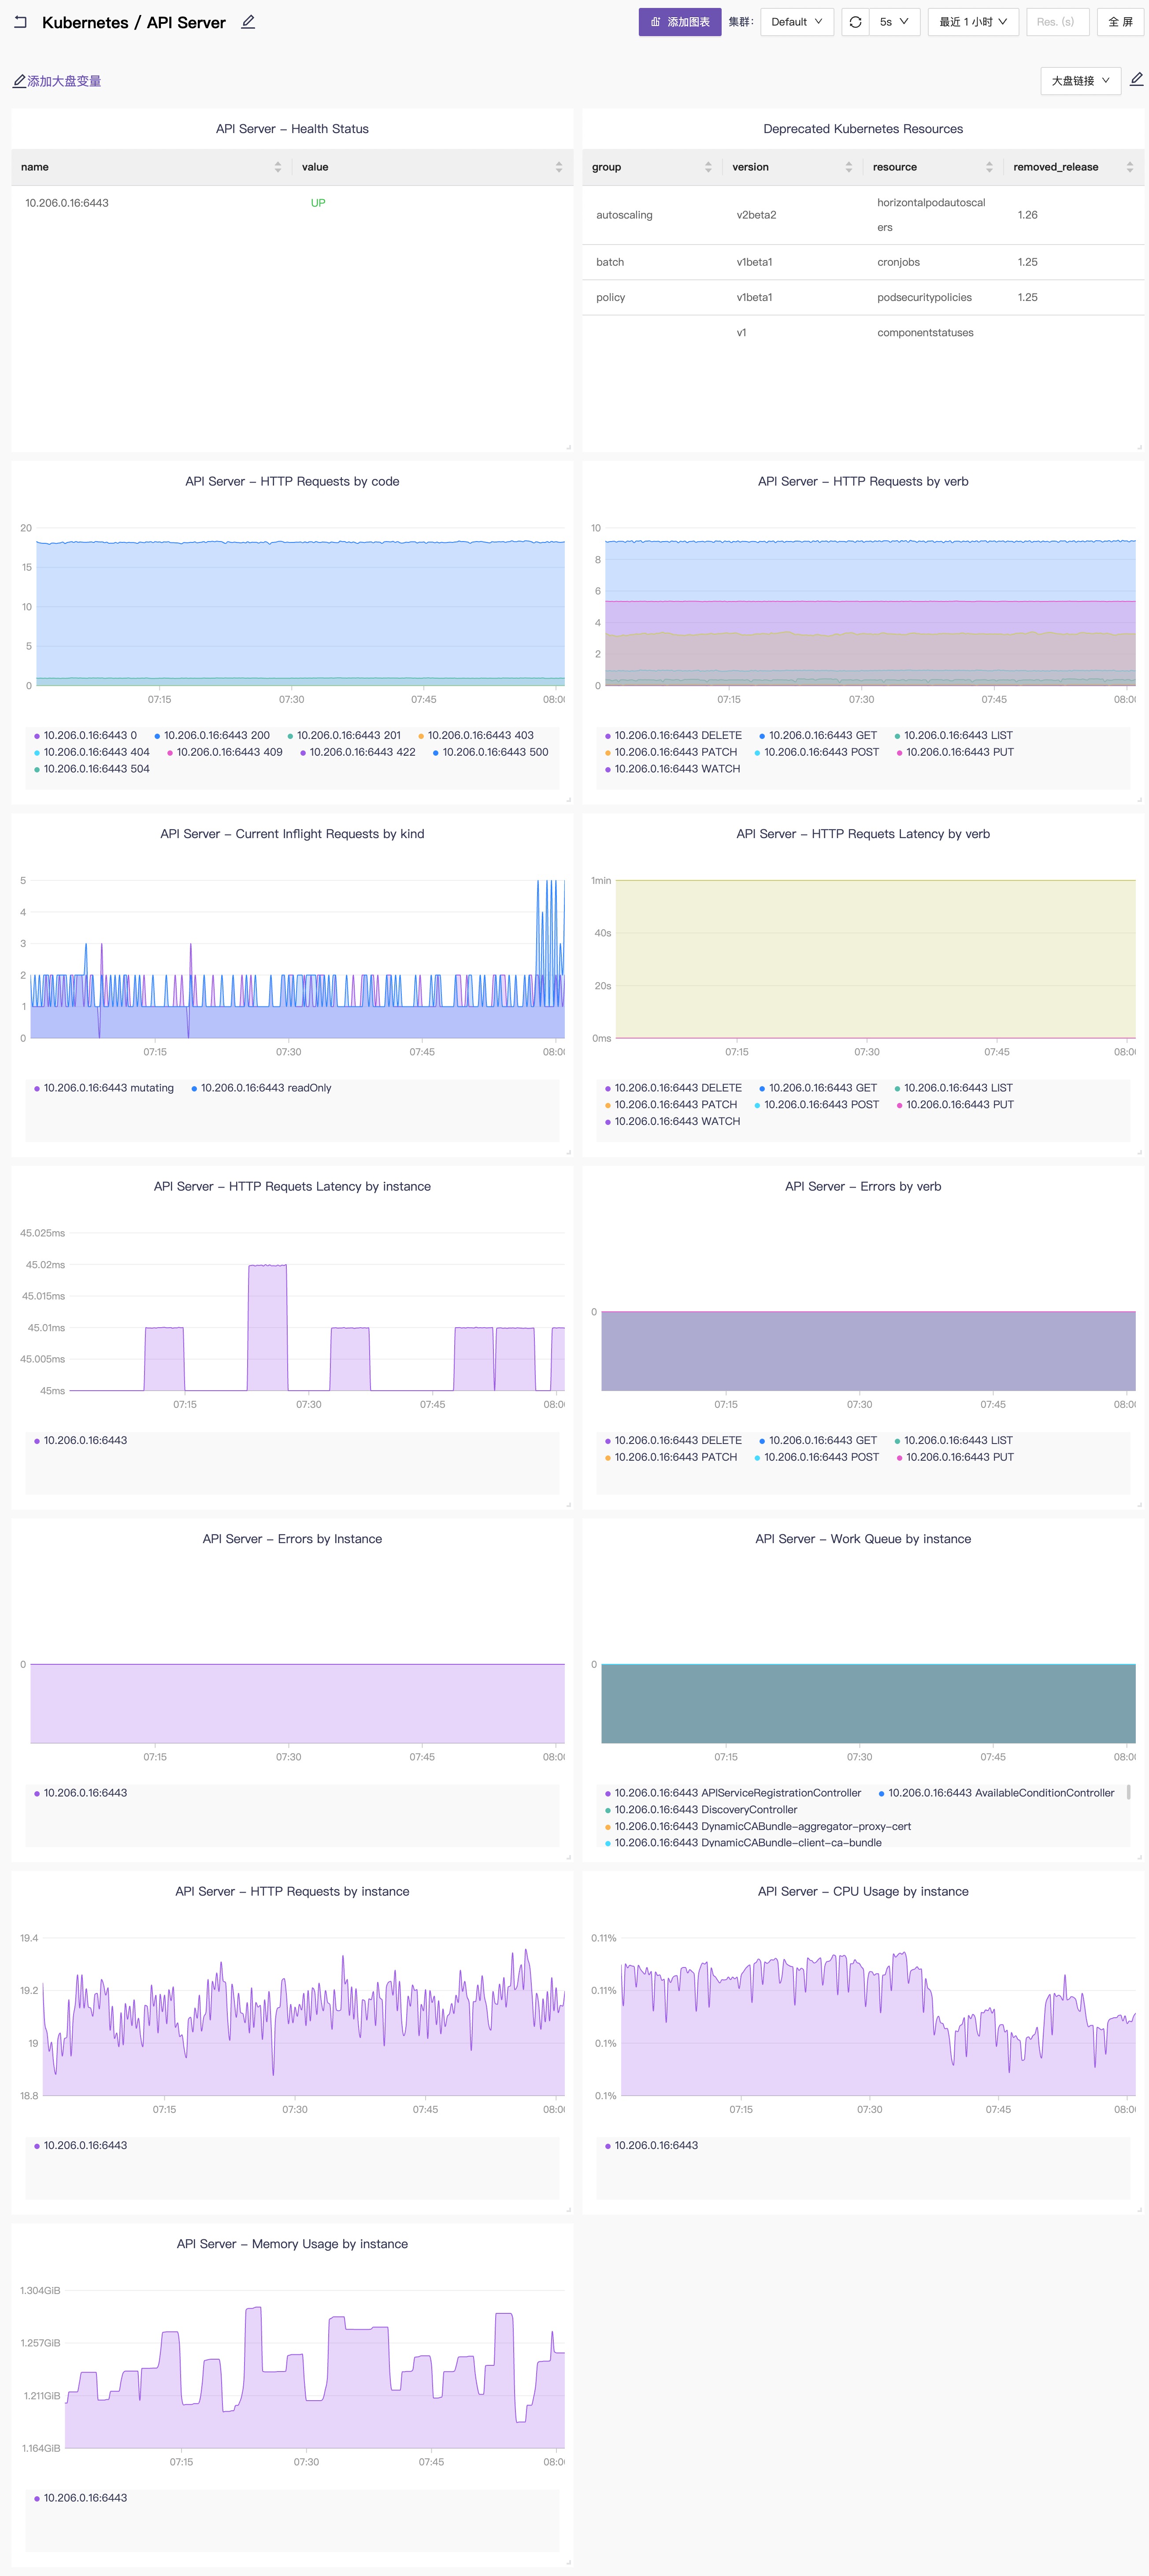 Kubernetes / API Server
添加图表 集群: Default 5s 最近 1 小时 Res. (s) 全 屏
添加大盘变量
大盘链接
API Server - Health Status
name value
10.206.0.16:6443 UP
Deprecated Kubernetes Resources
group version resource removed_release
autoscaling v2beta2 horizontalpodautoscal
ers 1.26
batch v1beta1 cronjobs 1.25
policy v1beta1 podsecuritypolicies 1.25
v1 componentstatuses
API Server - HTTP Requests by code
20
15
10
5
0
07:15 07:30 07:45 08:00
10.206.0.16:6443 0 10.206.0.16:6443 200 10.206.0.16:6443 201 10.206.0.16:6443 403
10.206.0.16:6443 404 10.206.0.16:6443 409 10.206.0.16:6443 422 10.206.0.16:6443 500
10.206.0.16:6443 504
API Server - HTTP Requests by verb
10
8
6
4
2
0
07:15 07:30 07:45 08:00
10.206.0.16:6443 DELETE 10.206.0.16:6443 GET 10.206.0.16:6443 LIST
10.206.0.16:6443 PATCH 10.206.0.16:6443 POST 10.206.0.16:6443 PUT
10.206.0.16:6443 WATCH
API Server - Current Inflight Requests by kind
5
4
3
2
1
0
07:15 07:30 07:45 08:00
10.206.0.16:6443 mutating 10.206.0.16:6443 readOnly
API Server - HTTP Requets Latency by verb
1min
40s
20s
0ms
07:15 07:30 07:45 08:00
10.206.0.16:6443 DELETE 10.206.0.16:6443 GET 10.206.0.16:6443 LIST
10.206.0.16:6443 PATCH 10.206.0.16:6443 POST 10.206.0.16:6443 PUT
10.206.0.16:6443 WATCH
API Server - HTTP Requets Latency by instance
45.025ms
45.02ms
45.015ms
45.01ms
45.005ms
45ms
07:15 07:30 07:45 08:00
10.206.0.16:6443
API Server - Errors by verb
0
07:15 07:30 07:45 08:00
10.206.0.16:6443 DELETE 10.206.0.16:6443 GET 10.206.0.16:6443 LIST
10.206.0.16:6443 PATCH 10.206.0.16:6443 POST 10.206.0.16:6443 PUT
API Server - Errors by Instance
0
07:15 07:30 07:45 08:00
10.206.0.16:6443
API Server - Work Queue by instance
0
07:15 07:30 07:45 08:00
10.206.0.16:6443 APIServiceRegistrationController 10.206.0.16:6443 AvailableConditionController
10.206.0.16:6443 DiscoveryController
10.206.0.16:6443 DynamicCABundle-aggregator-proxy-cert
10.206.0.16:6443 DynamicCABundle-client-ca-bundle
API Server - HTTP Requests by instance
19.4
19.2
19
18.8
07:15 07:30 07:45 08:00
10.206.0.16:6443
API Server - CPU Usage by instance
0.11%
0.11%
0.1%
0.1%
07:15 07:30 07:45 08:00
10.206.0.16:6443
API Server - Memory Usage by instance
1.304GiB
1.257GiB
1.211GiB
1.164GiB
07:15 07:30 07:45 08:00
10.206.0.16:6443